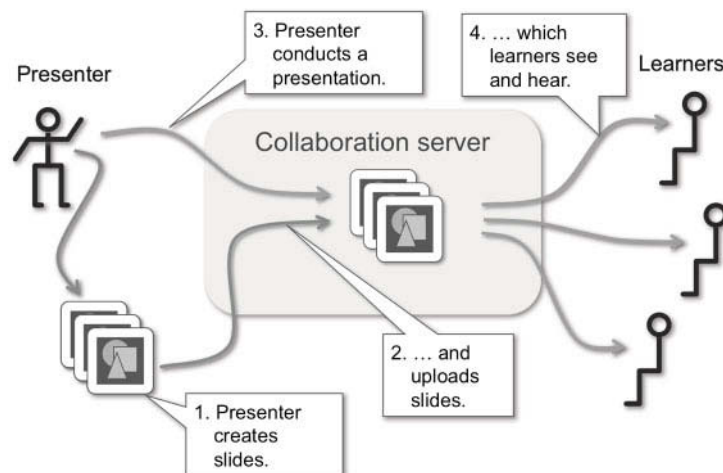 3. Presenter
conducts a
presentation.
4. … which
learners see
and hear.
Presenter
Learners
Collaboration server
2. … and
uploads
slides.
1. Presenter
creates
slides.